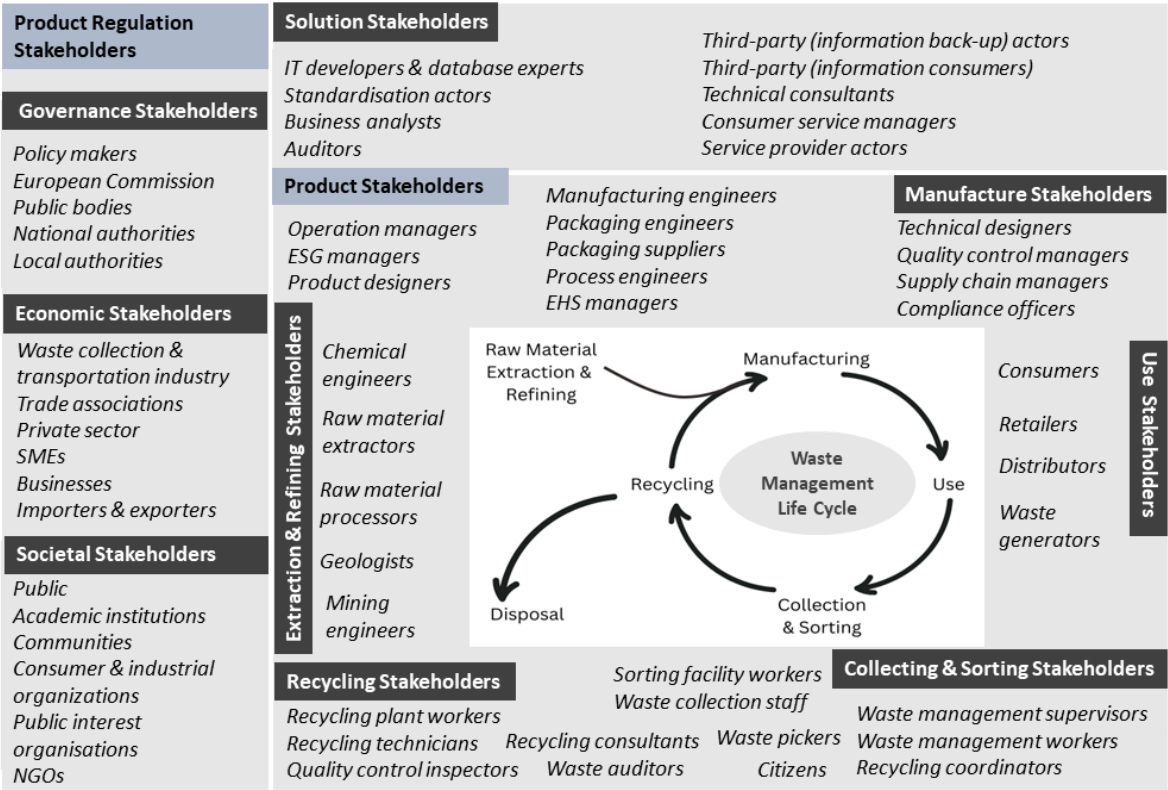 Product Regulation
Stakeholders
Governance Stakeholders
Policy makers
European Commission
Public bodies
National authorities
Local authorities
Economic Stakeholders
Waste collection &
transportation industry
Trade associations
Private sector
SMEs
Businesses
Importers & exporters
Societal Stakeholders
Public
Academic institutions
Communities
Consumer & industrial
organizations
Public interest
organisations
NGOs
Solution Stakeholders
IT developers & database experts
Standardisation actors
Business analysts
Auditors
Third-party (information back-up) actors
Third-party (information consumers)
Technical consultants
Consumer service managers
Service provider actors
Product Stakeholders
Operation managers
ESG managers
Product designers
Manufacturing engineers
Packaging engineers
Packaging suppliers
Process engineers
EHS managers
Manufacture Stakeholders
Technical designers
Quality control managers
Supply chain managers
Compliance officers
Extraction & Refining Stakeholders
Chemical
engineers
Raw material
extractors
Raw material
processors
Geologists
Mining
engineers
Raw Material
Extraction &
Refining
Manufacturing
Waste
Management
Life Cycle
Recycling
Use
Disposal
Collection
& Sorting
Consumers
Retailers
Distributors
Waste
generators
Use Stakeholders
Recycling Stakeholders
Recycling plant workers
Recycling technicians
Quality control inspectors
Recycling consultants
Waste auditors
Sorting facility workers
Waste collection staff
Waste pickers
Citizens
Collecting & Sorting Stakeholders
Waste management supervisors
Waste management workers
Recycling coordinators